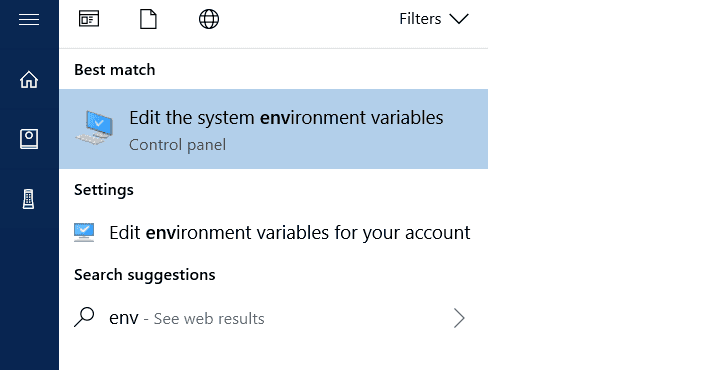 Filters
Best match
Edit the system environment variables
Control panel
Settings
Edit environment variables for your account
Search suggestions
env - See web results